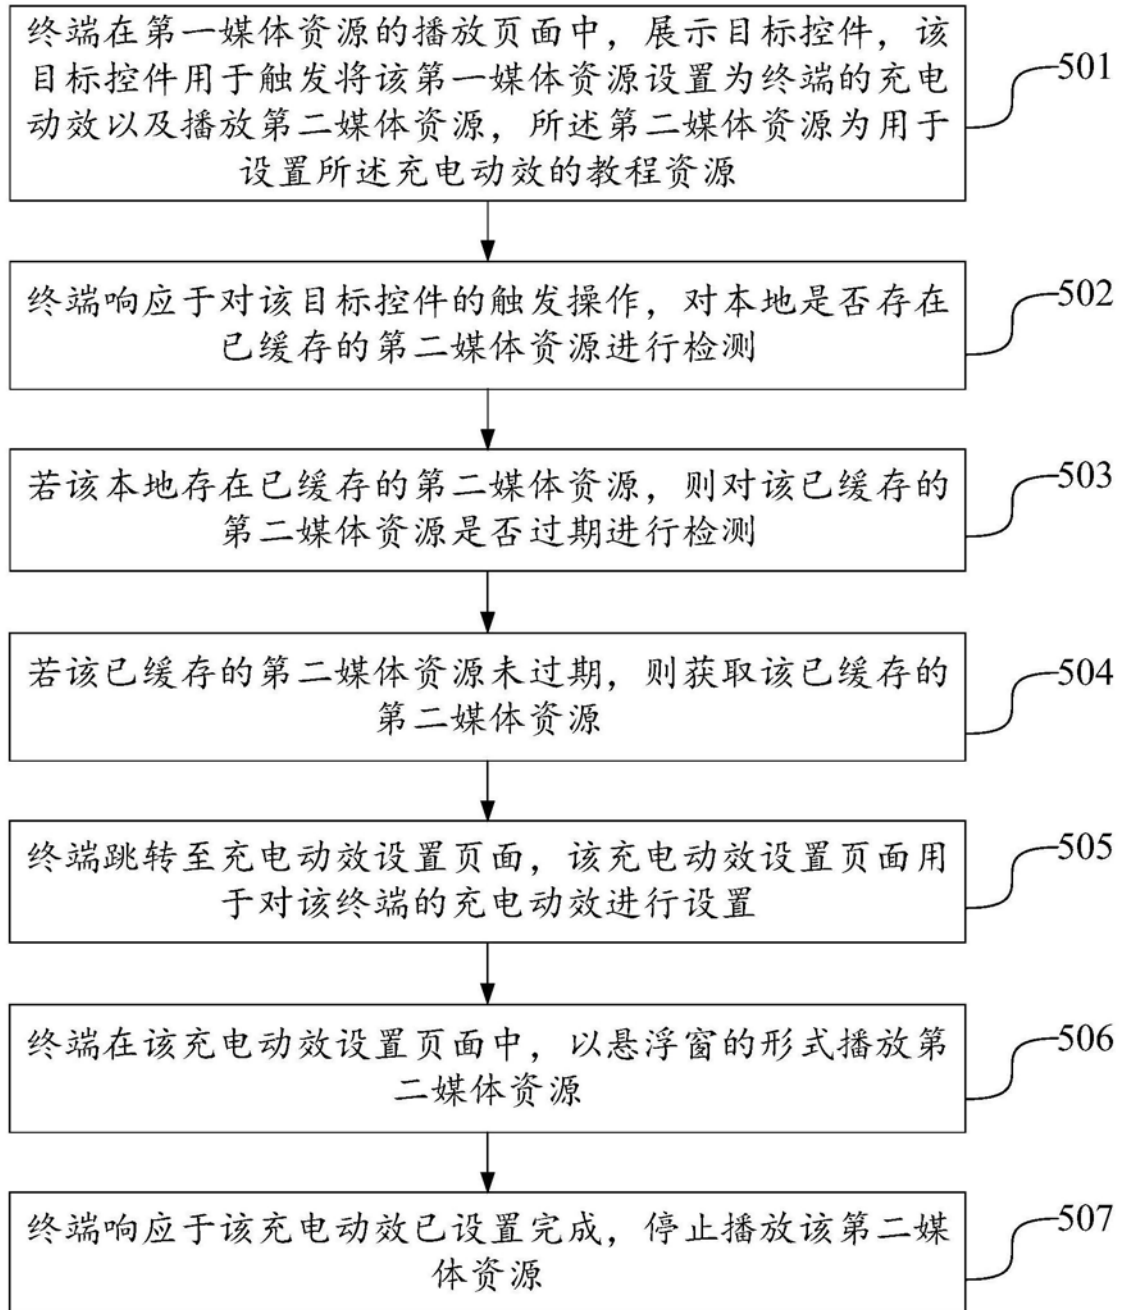 终端在第一媒体资源的播放页面中，展示目标控件，该
目标控件用于触发将该第一媒体资源设置为终端的充电
动效以及播放第二媒体资源，所述第二媒体资源为用于
设置所述充电动效的教程资源
501
终端响应于对该目标控件的触发操作，对本地是否存在
已缓存的第二媒体资源进行检测
502
若该本地存在已缓存的第二媒体资源，则对该已缓存的
第二媒体资源是否过期进行检测
503
若该已缓存的第二媒体资源未过期，则获取该已缓存的
第二媒体资源
504
终端跳转至充电动效设置页面，该充电动效设置页面用
于对该终端的充电动效进行设置
505
终端在该充电动效设置页面中，以悬浮窗的形式播放第
二媒体资源
506
终端响应于该充电动效已设置完成，停止播放该第二媒
体资源
507